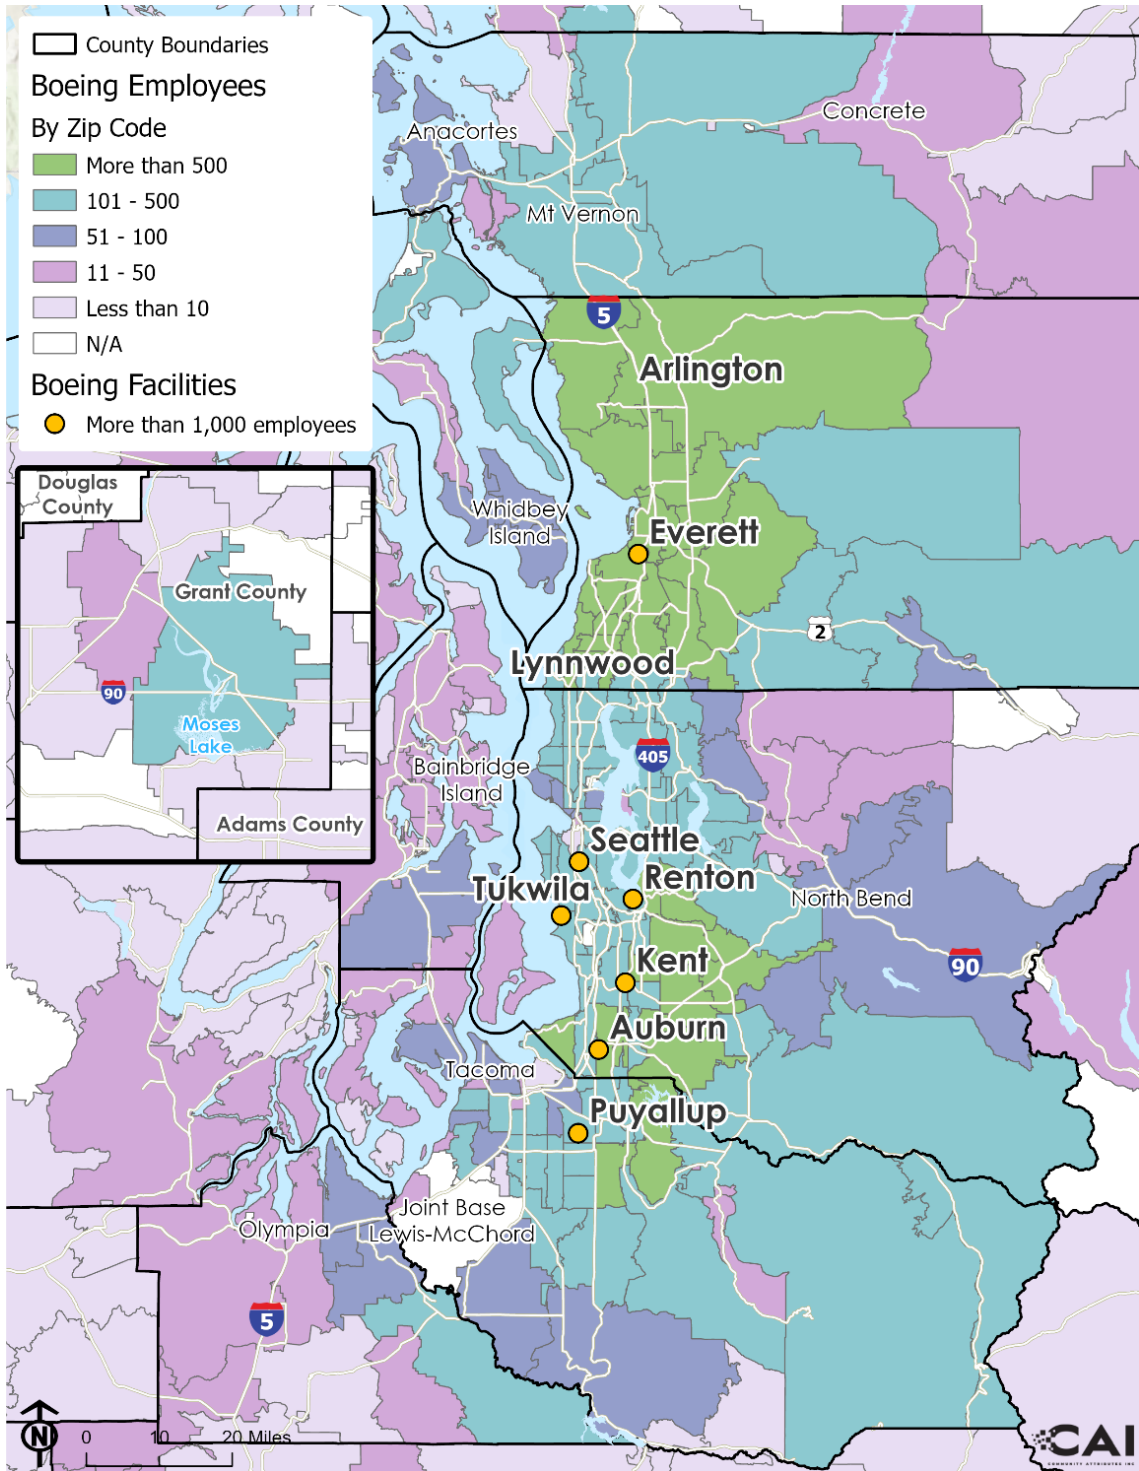 County Boundaries
Boeing Employees
By Zip Code
More than 500
101 - 500
51 - 100
11 - 50
Less than 10
N/A
Boeing Facilities
More than 1,000 employees
Anacortes
Concrete
Mt Vernon
5
Arlington
Whidbey
Island
Everett
2
Lynnwood
405
Bainbridge
Island
Seattle
Renton
Tukwila
North Bend
Kent
90
Auburn
Tacoma
Puyallup
Joint Base
Lewis-McChord
Olympia
5
Douglas
County
Grant County
90
Moses
Lake
Adams County
N
0 10 20 Miles
CAI
COMMUNITY ATTRIBUTES INC